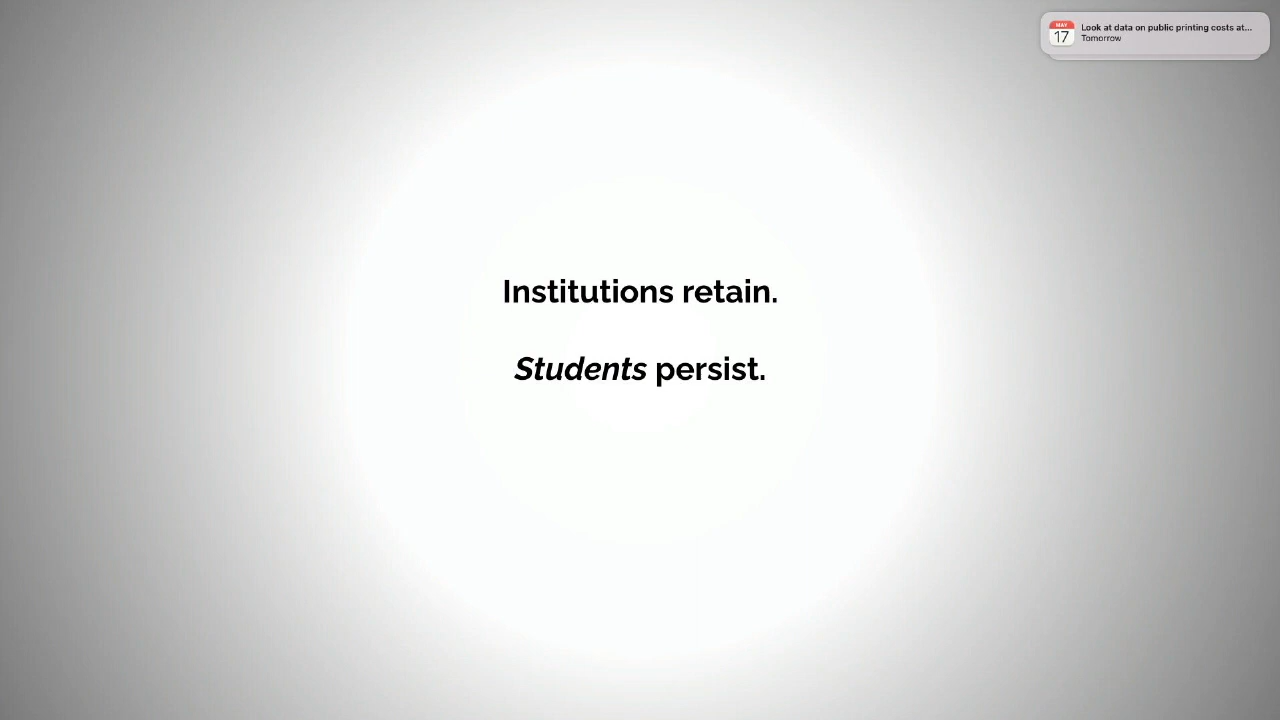 Institutions retain.
Students persist.
MAY
17
Look at data on public printing costs at...
Tomorrow